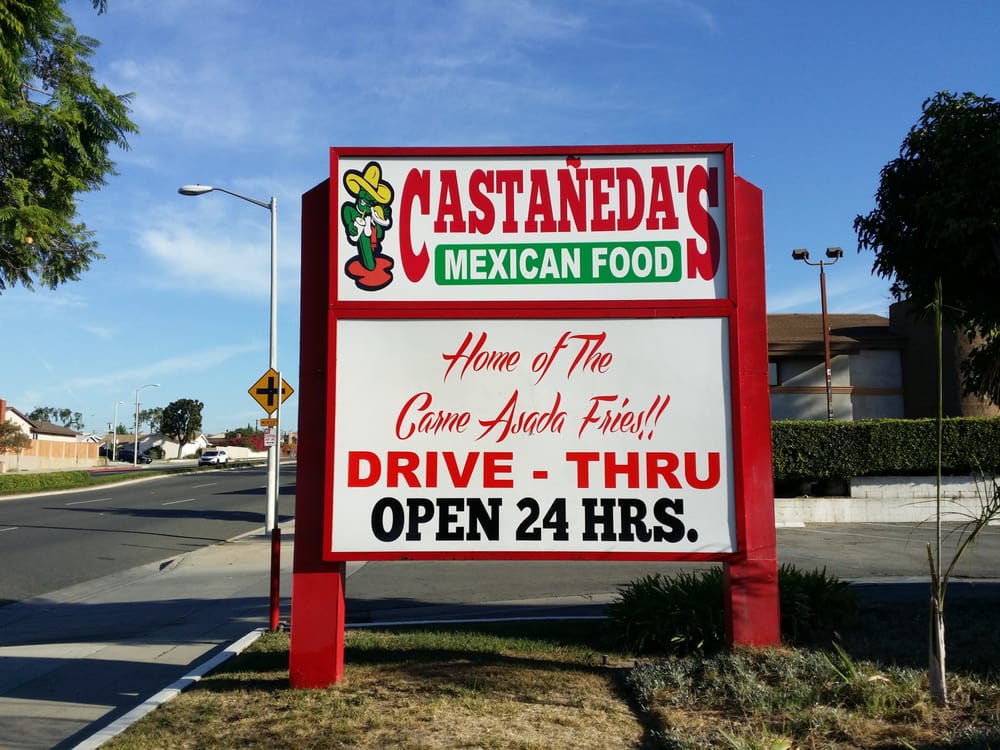 CASTAÑEDA'S
MEXICAN FOOD
Home of The
Carne Asada Fries!!
DRIVE - THRU
OPEN 24 HRS.